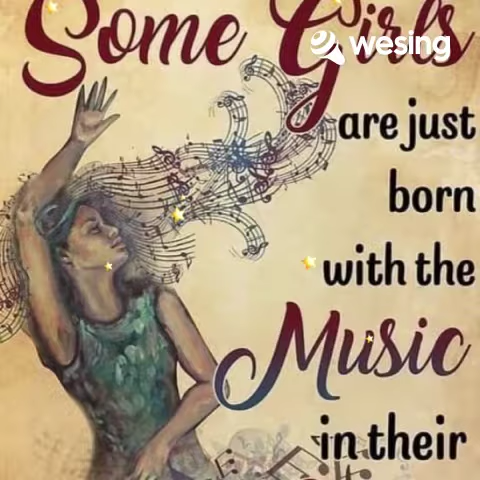 Some Girls
wesing
are just
born
with the
Music
in their